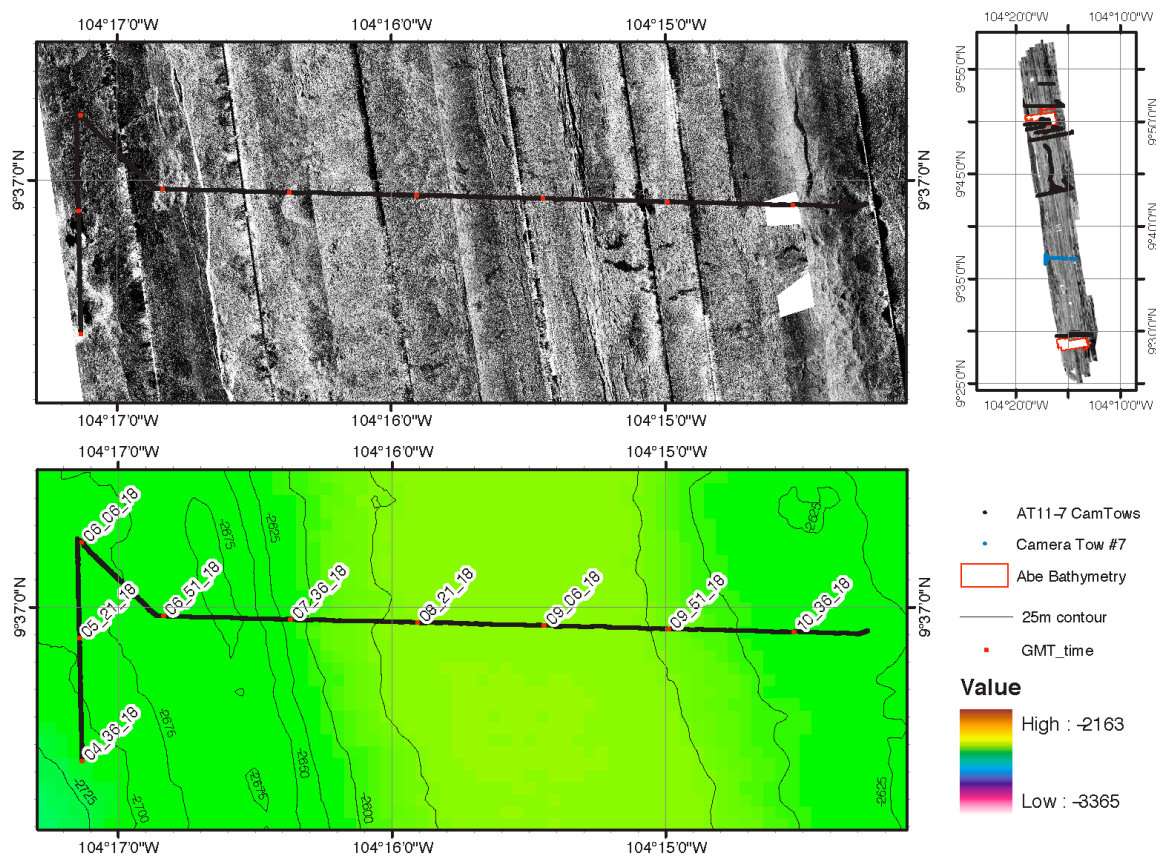 104°17'0"W
104°16'0"W
104°15'0"W
9°37'0"N
9°37'0"N
104°17'0"W
104°16'0"W
104°15'0"W
104°20'0"W
104°10'0"W
9°55'0"N
9°50'0"N
9°45'0"N
9°40'0"N
9°35'0"N
9°30'0"N
9°25'0"N
104°20'0"W
104°10'0"W
104°17'0"W
104°16'0"W
104°15'0"W
9°37'0"N
9°37'0"N
06_06_18
05_21_18
04_36_18
06_51_18
07_36_18
08_21_18
09_06_18
09_51_18
10_36_18
-2675
-2625
-2625
-2675
-2725
-2700
-2675
-2650
-2600
-2625
104°17'0"W
104°16'0"W
104°15'0"W
AT11-7 CamTows
Camera Tow #7
Abe Bathymetry
25m contour
GMT_time
Value
High : -2163
Low : -3365